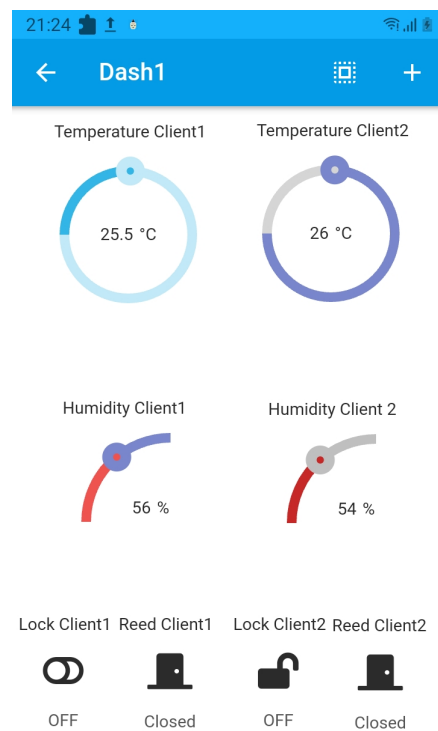 21:24
Dash1
Temperature Client1
Temperature Client2
25.5 °C
26 °C
Humidity Client1
Humidity Client 2
56 %
54 %
Lock Client1 Reed Client1 Lock Client2 Reed Client2
OFF Closed OFF Closed